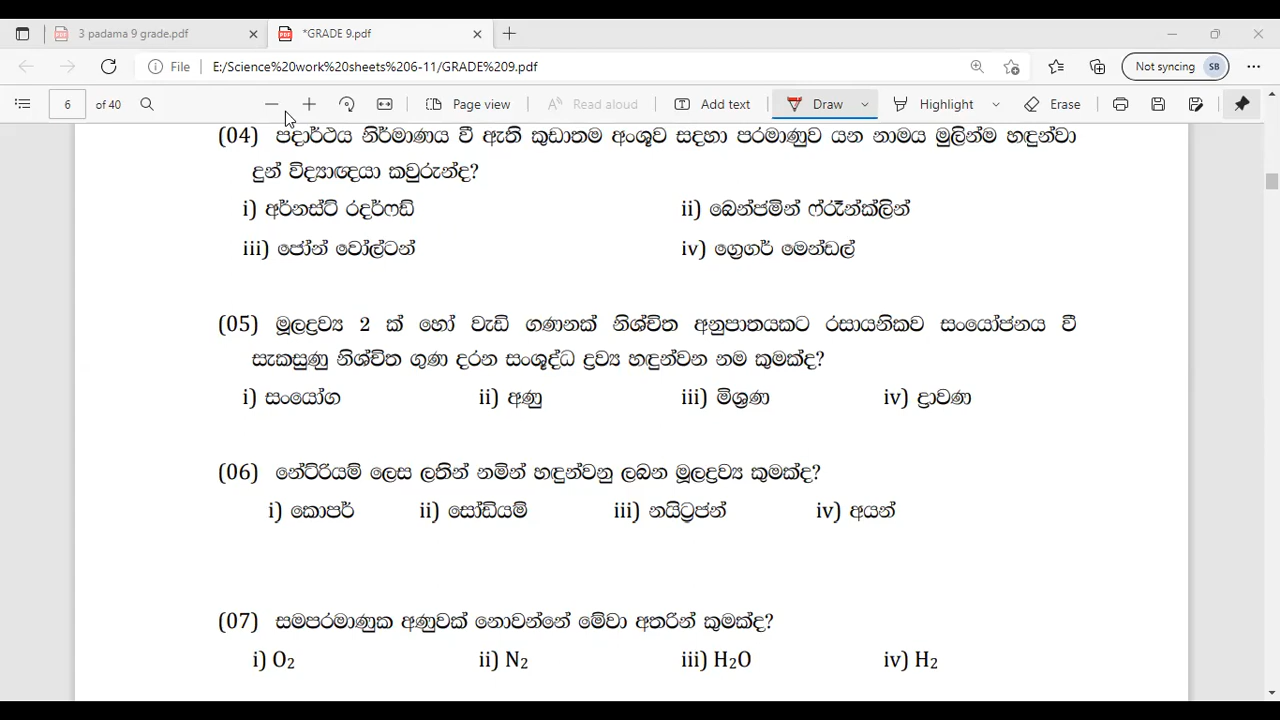 3 padama 9 grade.pdf
*GRADE 9.pdf
File E:/Science%20work%20sheets%206-11/GRADE%209.pdf Not syncing SB
6 of 40 Page view Read aloud Add text Draw Highlight Erase
(04) පදාර්ථය නිර්මාණය වී ඇති කුඩාතම අංශුව සඳහා පරමාණුව යන නාමය මුලින්ම හඳුන්වා
දුන් විද්‍යාඥයා කවුරුන්ද?
i) අර්නස්ට් රදර්ෆඩ් ii) බෙන්ජමින් ෆ්රෑන්ක්ලින්
iii) ජෝන් ඩෝල්ටන් iv) ග්‍රෙගර් මෙන්ඩල්
(05) මූලද්‍රව්‍ය 2 ක් හෝ වැඩි ගණනක් නිශ්චිත අනුපාතයකට රසායනිකව සංයෝජනය වී
සැකසුණු නිශ්චිත ගුණ දරන සංශුද්ධ ද්‍රව්‍ය හඳුන්වන නම කුමක්ද?
i) සංයෝග ii) අණු iii) මිශ්‍රණ iv) ද්‍රාවණ
(06) නේට්රියම් ලෙස ලතින් නමින් හඳුන්වනු ලබන මූලද්‍රව්‍ය කුමක්ද?
i) කොපර් ii) සෝඩියම් iii) නයිට්‍රජන් iv) අයන්
(07) සමපරමාණුක අණුවක් නොවන්නේ මේවා අතරින් කුමක්ද?
i) O₂ ii) N₂ iii) H₂O iv) H₂